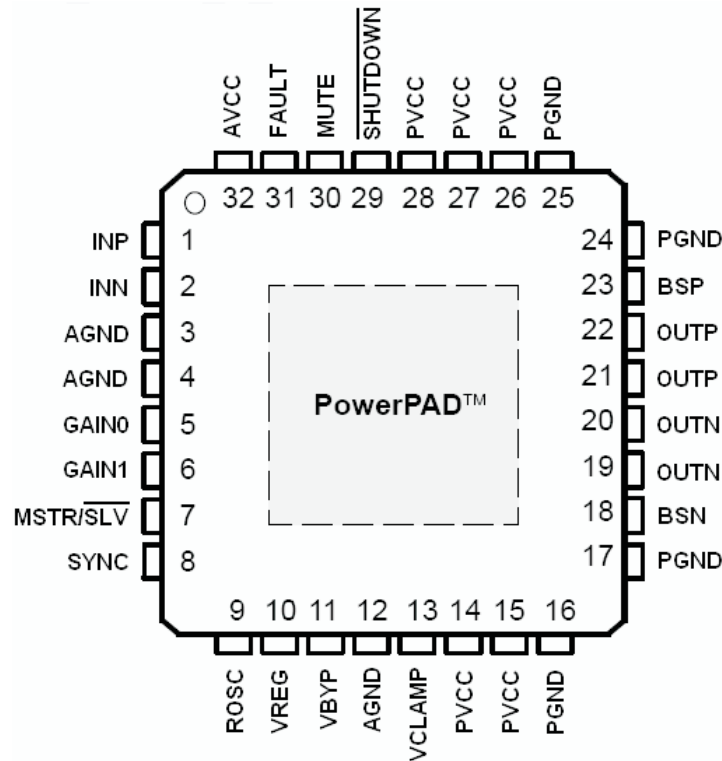 AVCC
FAULT
MUTE
SHUTDOWN
PVCC
PVCC
PVCC
PGND
32 31 30 29 28 27 26 25
INP 1
INN 2
AGND 3
AGND 4
GAIN0 5
GAIN1 6
MSTR/SLV 7
SYNC 8
PowerPAD™
24 PGND
23 BSP
22 OUTP
21 OUTP
20 OUTN
19 OUTN
18 BSN
17 PGND
9 10 11 12 13 14 15 16
ROSC
VREG
VBYP
AGND
VCLAMP
PVCC
PVCC
PGND